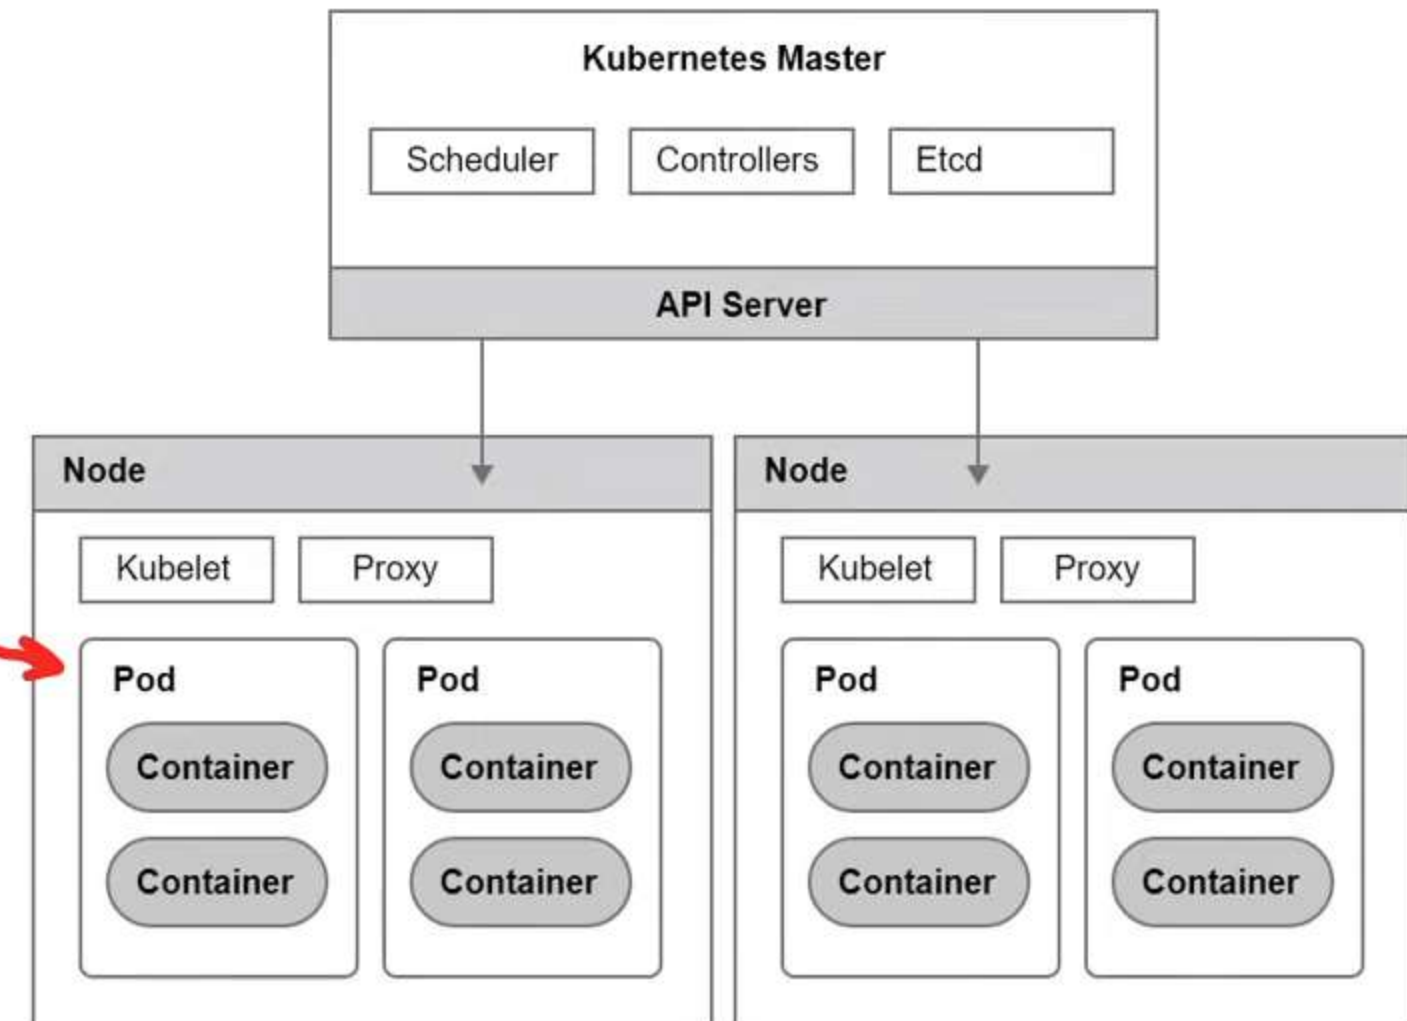 Kubernetes Master
Scheduler
Controllers
Etcd
API Server
Node
Kubelet
Proxy
Pod
Container
Container
Pod
Container
Container
Node
Kubelet
Proxy
Pod
Container
Container
Pod
Container
Container